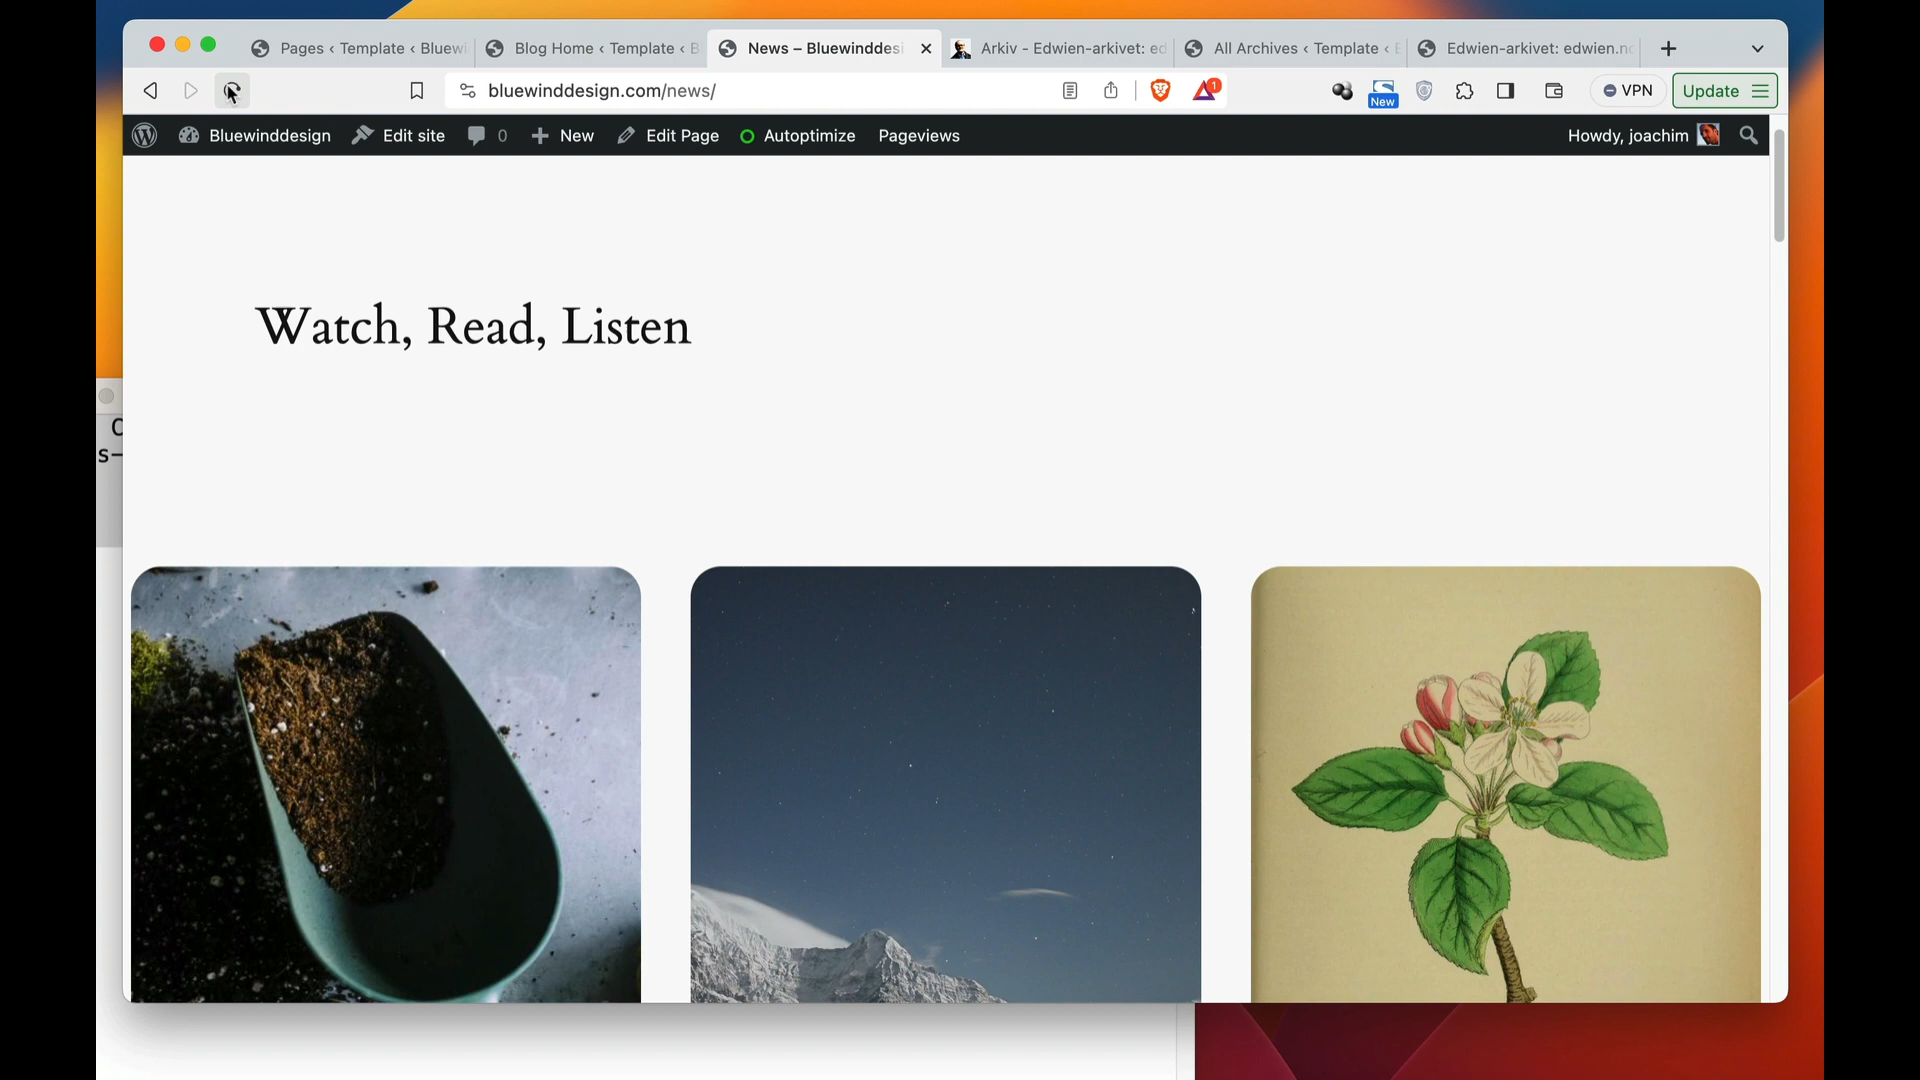 Pages ‹ Template ‹ Bluewi
Blog Home ‹ Template ‹ B
News – Bluewinddesi
Arkiv - Edwien-arkivet: ed
All Archives ‹ Template ‹ E
Edwien-arkivet: edwien.no
bluewinddesign.com/news/
1
New
VPN
Update
Bluewinddesign
Edit site
0
New
Edit Page
Autoptimize
Pageviews
Howdy, joachim
Watch, Read, Listen
s–